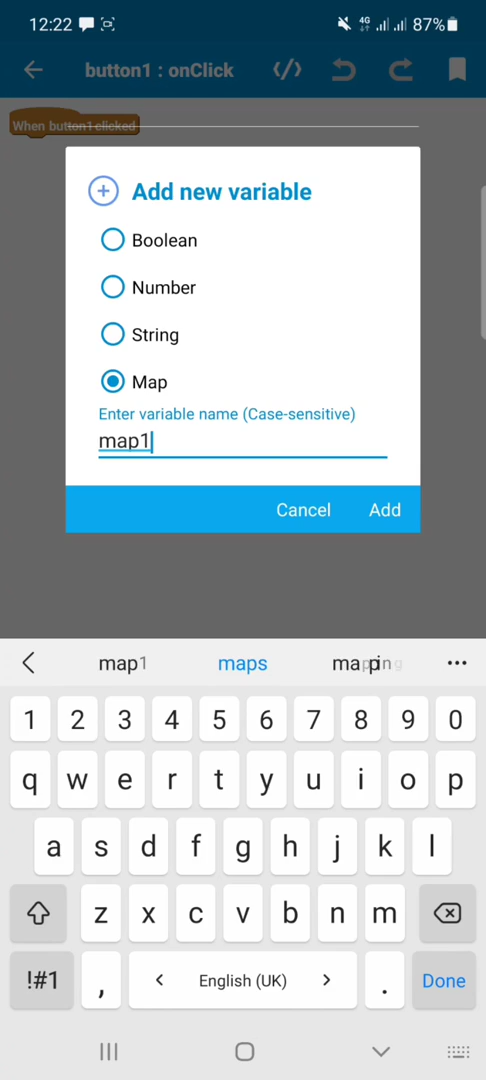 12:22 4G 87%
button1 : onClick
When button1 clicked
Add new variable
Boolean
Number
String
Map
Enter variable name (Case-sensitive)
map1
Cancel Add
map1 maps mapping
1 2 3 4 5 6 7 8 9 0
q w e r t y u i o p
a s d f g h j k l
z x c v b n m
!#1 , < English (UK) > . Done